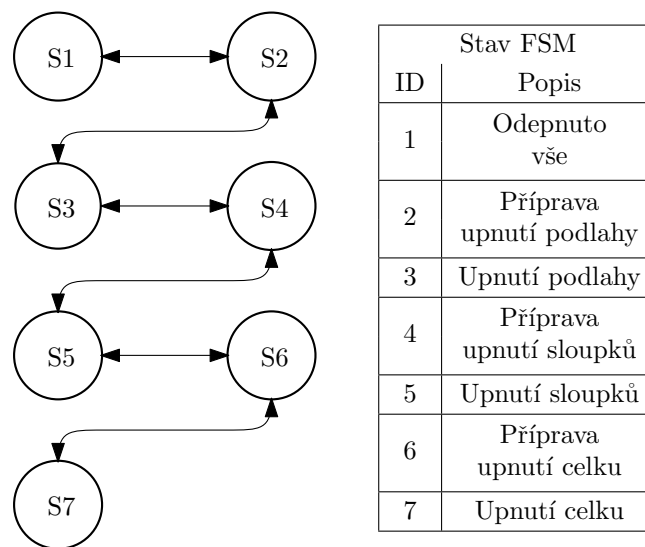 S1
S2
S3
S4
S5
S6
S7
Stav FSM
ID Popis
1 Odepnuto
vše
2 Příprava
upnutí podlahy
3 Upnutí podlahy
4 Příprava
upnutí sloupků
5 Upnutí sloupků
6 Příprava
upnutí celku
7 Upnutí celku